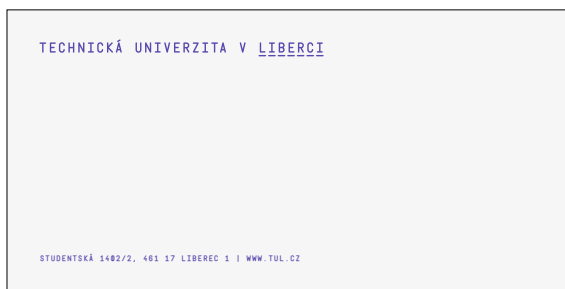 TECHNICKÁ UNIVERZITA V LIBERCI
STUDENTSKÁ 1402/2, 461 17 LIBEREC 1 | WWW.TUL.CZ